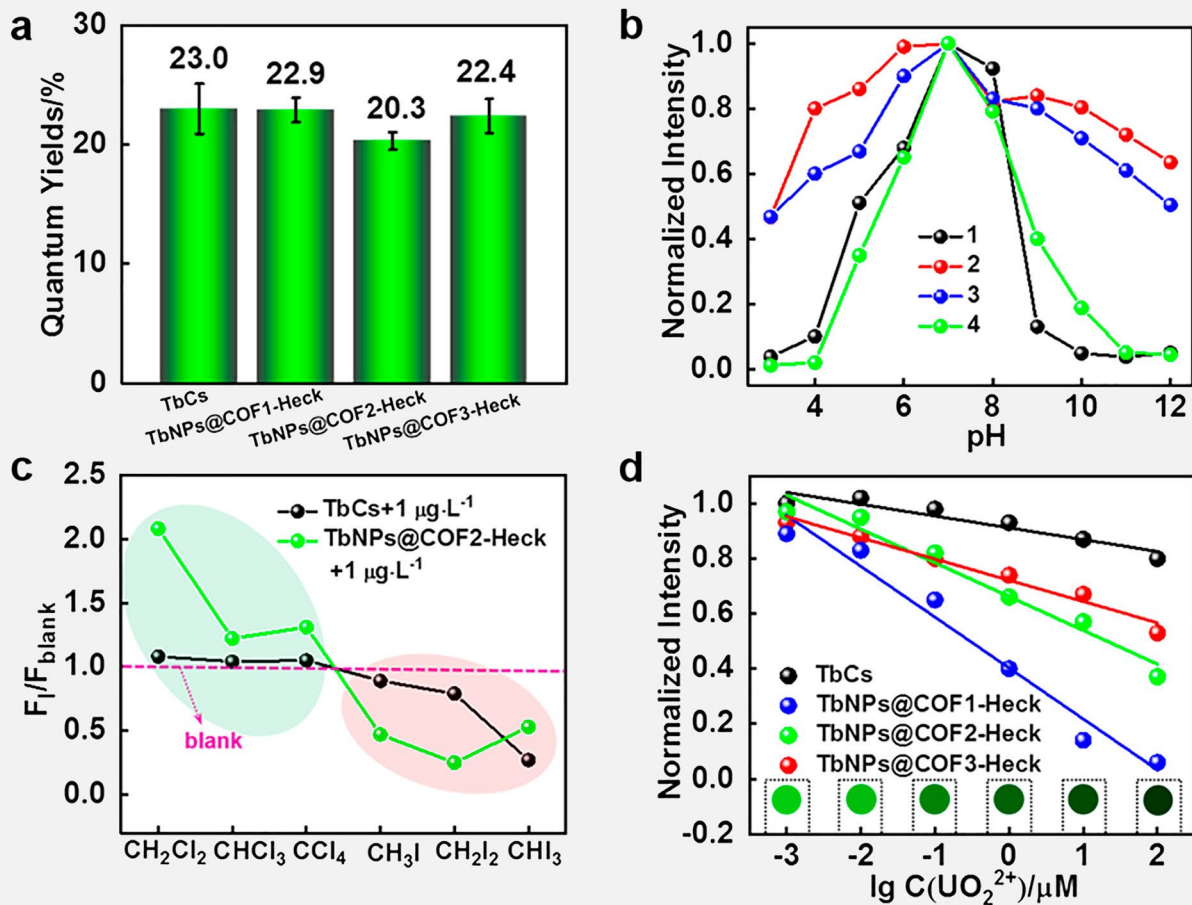 a
30
20
10
0
Quantum Yields/%
23.0
22.9
20.3
22.4
TbCs
TbNPs@COF1-Heck
TbNPs@COF2-Heck
TbNPs@COF3-Heck
b
1.0
0.8
0.6
0.4
0.2
0.0
Normalized Intensity
1
2
3
4
4 6 8 10 12
pH
c
2.5
2.0
1.5
1.0
0.5
0.0
F_I/F_blank
TbCs+1 μg·L⁻¹
TbNPs@COF2-Heck
+1 μg·L⁻¹
blank
CH₂Cl₂ CHCl₃ CCl₄ CH₃I CH₂I₂ CHI₃
d
1.0
0.8
0.6
0.4
0.2
0.0
-0.2
Normalized Intensity
TbCs
TbNPs@COF1-Heck
TbNPs@COF2-Heck
TbNPs@COF3-Heck
-3 -2 -1 0 1 2
lg C(UO₂²⁺)/μM